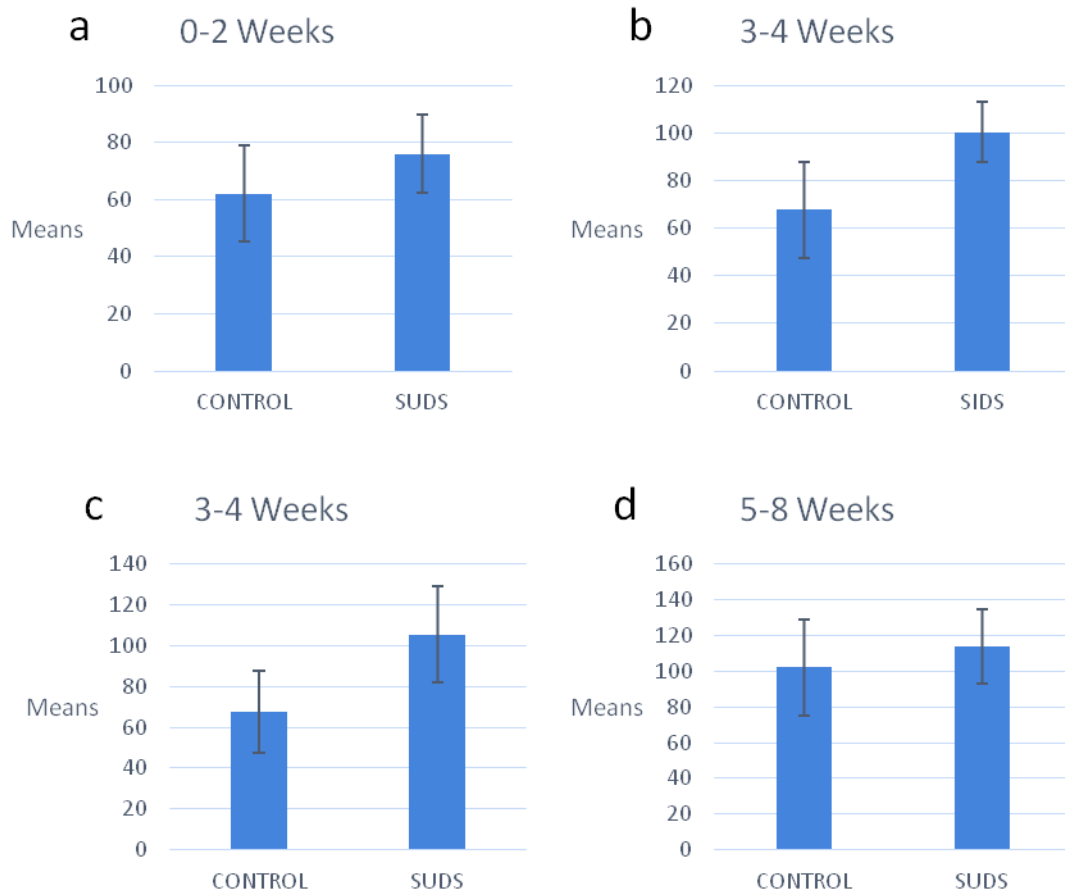 a 0-2 Weeks
100
80
60
Means
40
20
0
CONTROL SUDS
b 3-4 Weeks
120
100
80
60
Means
40
20
0
CONTROL SIDS
c 3-4 Weeks
140
120
100
80
Means
60
40
20
0
CONTROL SUDS
d 5-8 Weeks
160
140
120
100
80
Means
60
40
20
0
CONTROL SUDS